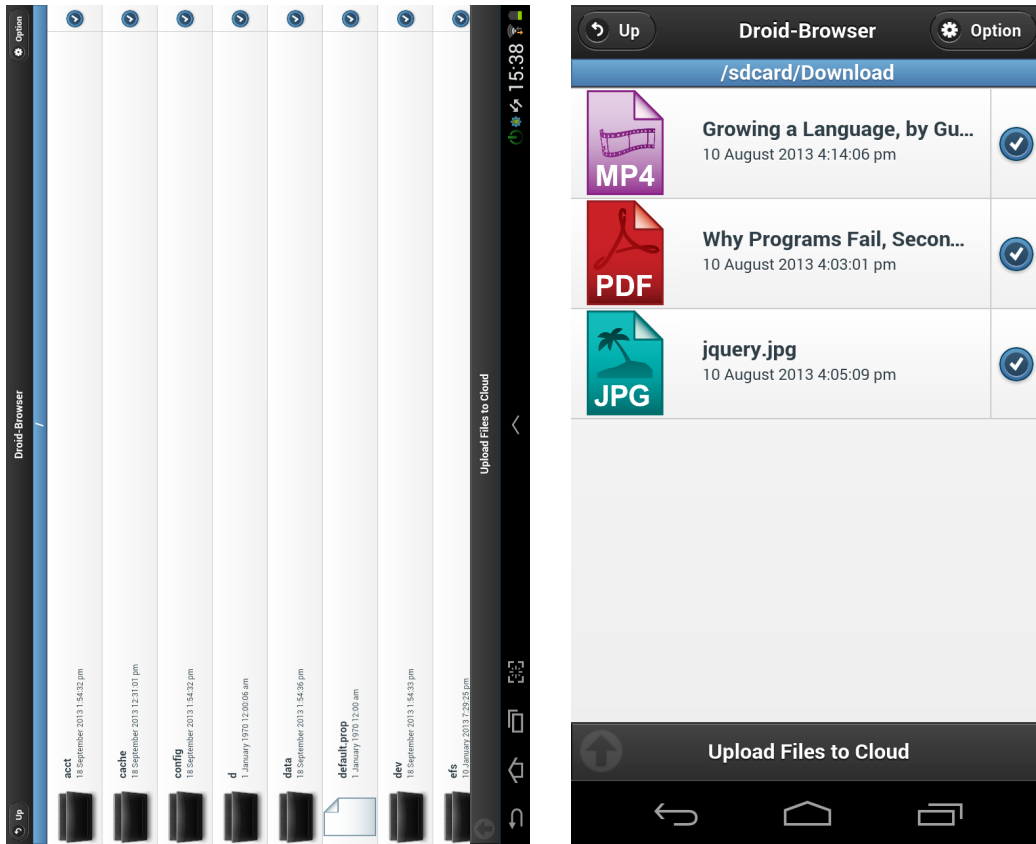 Up
Droid-Browser
Option
/
acct
18 September 2013 1:54:32 pm
cache
18 September 2013 12:31:01 pm
config
18 September 2013 1:54:32 pm
d
1 January 1970 12:00:06 am
data
18 September 2013 1:54:36 pm
default.prop
1 January 1970 12:00 am
dev
18 September 2013 1:54:33 pm
efs
10 January 2013 7:29:25 pm
Upload Files to Cloud
15:38
Up
Droid-Browser
Option
/sdcard/Download
MP4
Growing a Language, by Gu...
10 August 2013 4:14:06 pm
PDF
Why Programs Fail, Secon...
10 August 2013 4:03:01 pm
JPG
jquery.jpg
10 August 2013 4:05:09 pm
Upload Files to Cloud